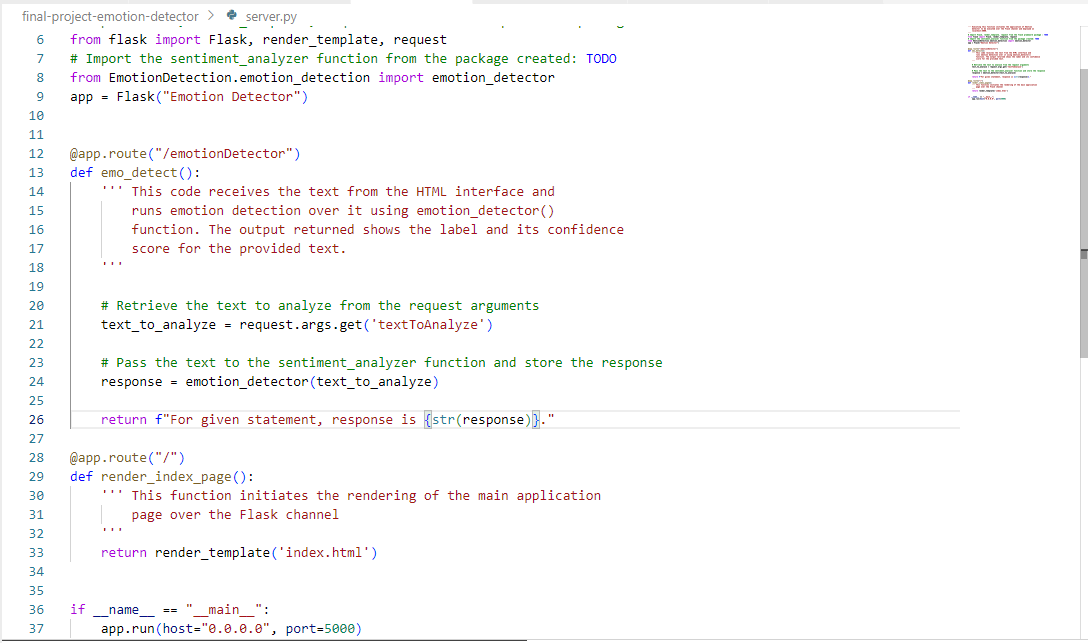 final-project-emotion-detector > server.py
6 from flask import Flask, render_template, request
7 # Import the sentiment_analyzer function from the package created: TODO
8 from EmotionDetection.emotion_detection import emotion_detector
9 app = Flask("Emotion Detector")
10
11
12 @app.route("/emotionDetector")
13 def emo_detect():
14 ''' This code receives the text from the HTML interface and
15 runs emotion detection over it using emotion_detector()
16 function. The output returned shows the label and its confidence
17 score for the provided text.
18 '''
19
20 # Retrieve the text to analyze from the request arguments
21 text_to_analyze = request.args.get('textToAnalyze')
22
23 # Pass the text to the sentiment_analyzer function and store the response
24 response = emotion_detector(text_to_analyze)
25
26 return f"For given statement, response is {str(response)}."
27
28 @app.route("/")
29 def render_index_page():
30 ''' This function initiates the rendering of the main application
31 page over the Flask channel
32 '''
33 return render_template('index.html')
34
35
36 if __name__ == "__main__":
37 app.run(host="0.0.0.0", port=5000)